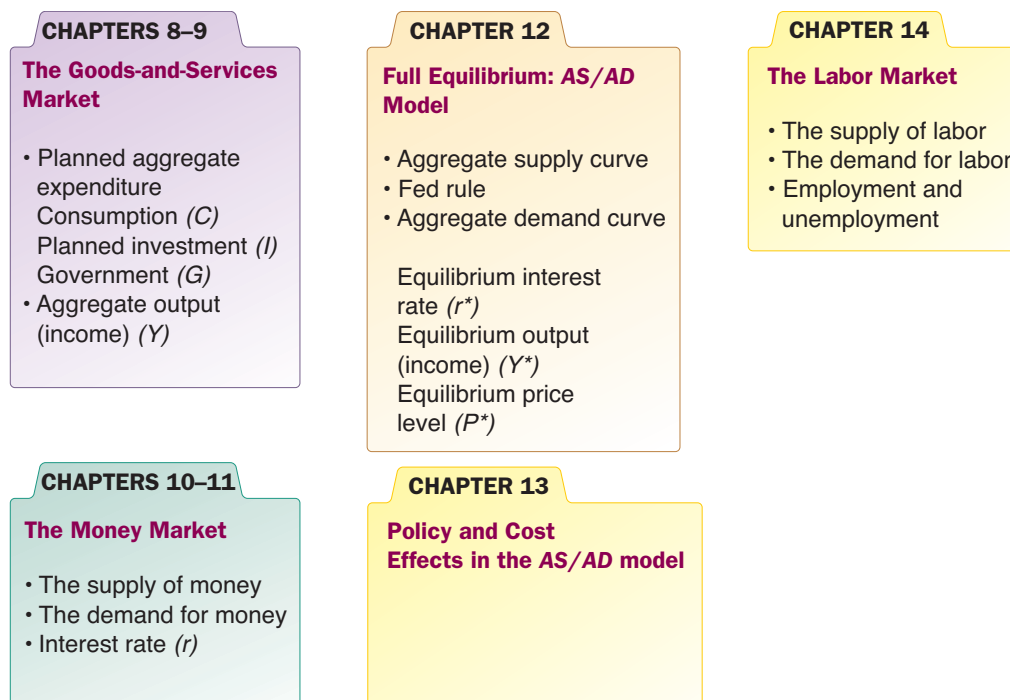 CHAPTERS 8–9
The Goods-and-Services
Market
• Planned aggregate
expenditure
Consumption (C)
Planned investment (I)
Government (G)
• Aggregate output
(income) (Y)
CHAPTER 12
Full Equilibrium: AS/AD
Model
• Aggregate supply curve
• Fed rule
• Aggregate demand curve
Equilibrium interest
rate (r*)
Equilibrium output
(income) (Y*)
Equilibrium price
level (P*)
CHAPTER 14
The Labor Market
• The supply of labor
• The demand for labor
• Employment and
unemployment
CHAPTERS 10–11
The Money Market
• The supply of money
• The demand for money
• Interest rate (r)
CHAPTER 13
Policy and Cost
Effects in the AS/AD model